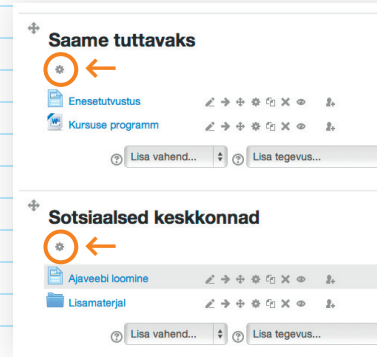 Saame tuttavaks
Enesetutvustus
Kursuse programm
Lisa vahend... Lisa tegevus...
Sotsiaalsed keskkonnad
Ajaveebi loomine
Lisamaterjal
Lisa vahend... Lisa tegevus...